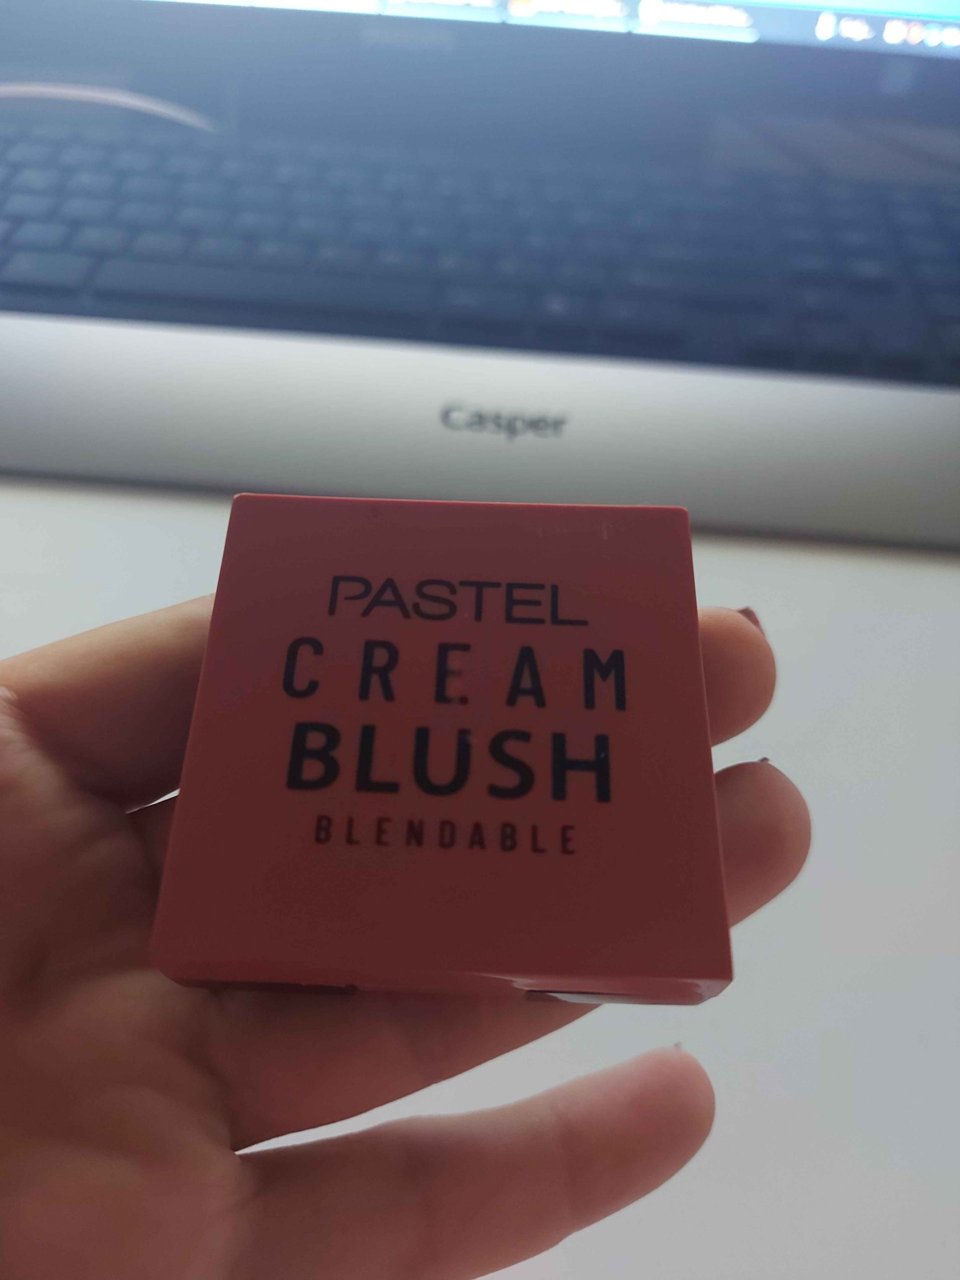 Casper
PASTEL
CREAM
BLUSH
BLENDABLE